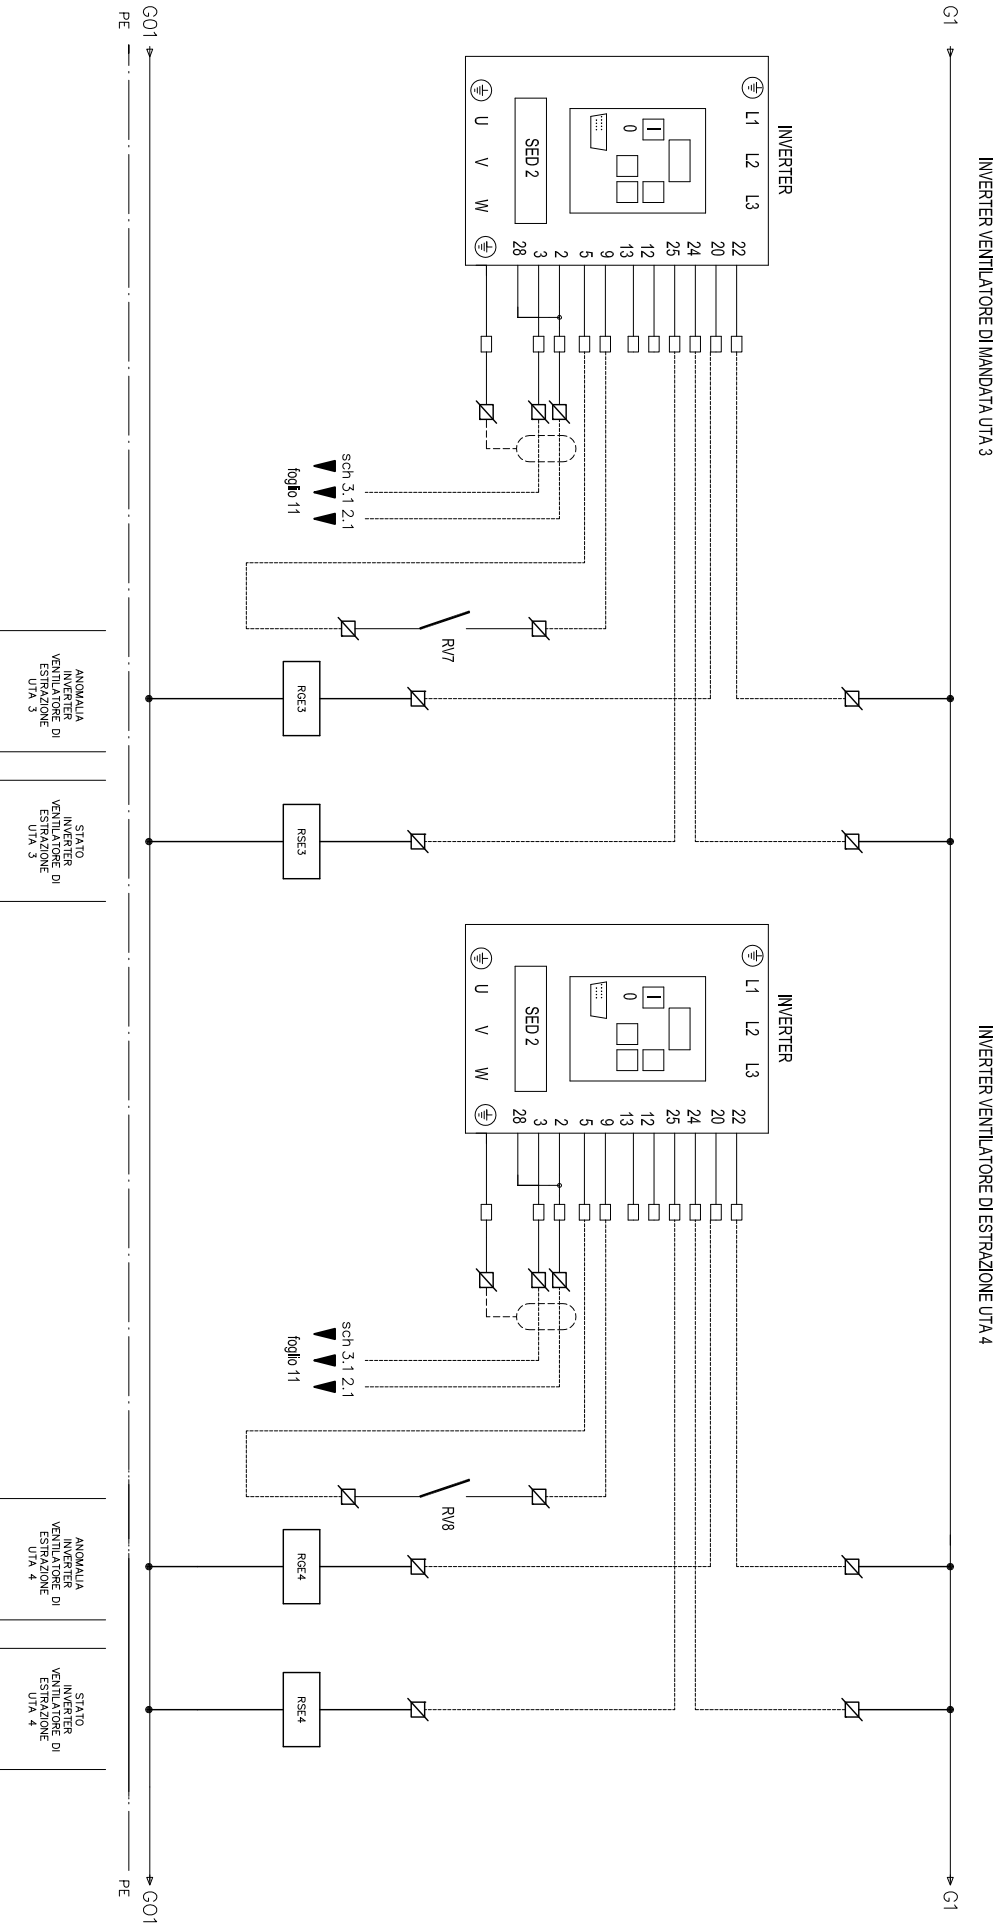 INVERTER VENTILATORE DI MANDATA UTA 3
INVERTER VENTILATORE DI ESTRAZIONE UTA 4
G1
G1
INVERTER
L1 L2 L3
0
SED 2
U V W
22
20
24
25
12
13
9
5
2
3
28
sch 3.1 2.1
foglio 11
RV7
RGE3
RSE3
INVERTER
L1 L2 L3
0
SED 2
U V W
22
20
24
25
12
13
9
5
2
3
28
sch 3.1 2.1
foglio 11
RV8
RGE4
RSE4
G01
G01
PE
PE
ANOMALIA
INVERTER
VENTILATORE DI
ESTRAZIONE
UTA 3
STATO
INVERTER
VENTILATORE DI
ESTRAZIONE
UTA 3
ANOMALIA
INVERTER
VENTILATORE DI
ESTRAZIONE
UTA 4
STATO
INVERTER
VENTILATORE DI
ESTRAZIONE
UTA 4